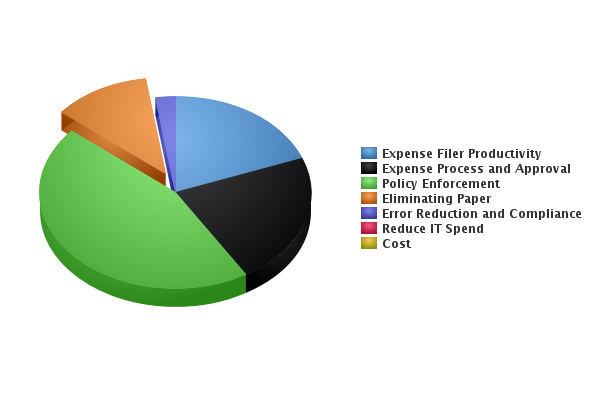 Expense Filer Productivity
Expense Process and Approval
Policy Enforcement
Eliminating Paper
Error Reduction and Compliance
Reduce IT Spend
Cost